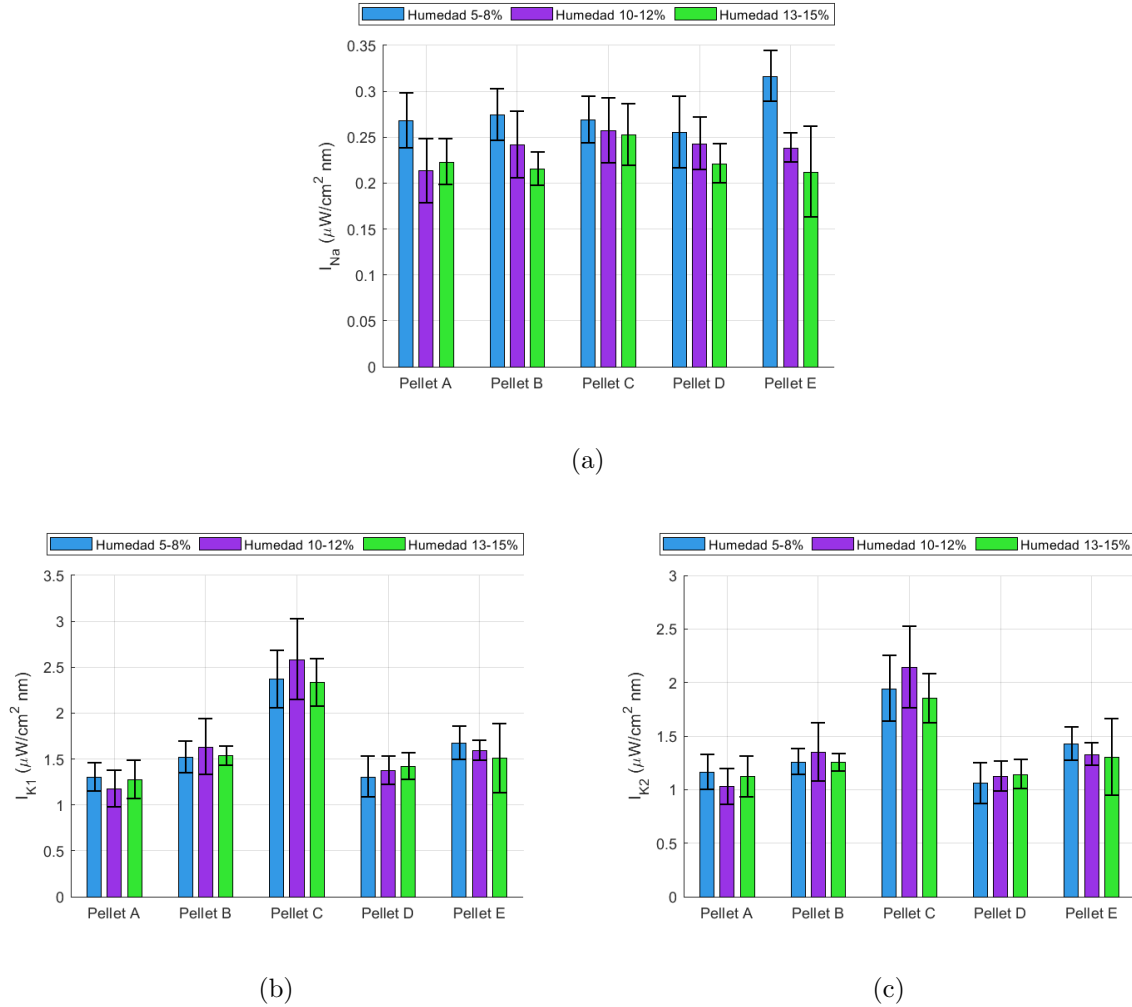 Humedad 5-8% Humedad 10-12% Humedad 13-15%
0.35
0.3
0.25
0.2
0.15
0.1
0.05
0
I_Na (μW/cm² nm)
Pellet A Pellet B Pellet C Pellet D Pellet E
(a)
Humedad 5-8% Humedad 10-12% Humedad 13-15%
3.5
3
2.5
2
1.5
1
0.5
0
I_K1 (μW/cm² nm)
Pellet A Pellet B Pellet C Pellet D Pellet E
(b)
Humedad 5-8% Humedad 10-12% Humedad 13-15%
3
2.5
2
1.5
1
0.5
0
I_K2 (μW/cm² nm)
Pellet A Pellet B Pellet C Pellet D Pellet E
(c)